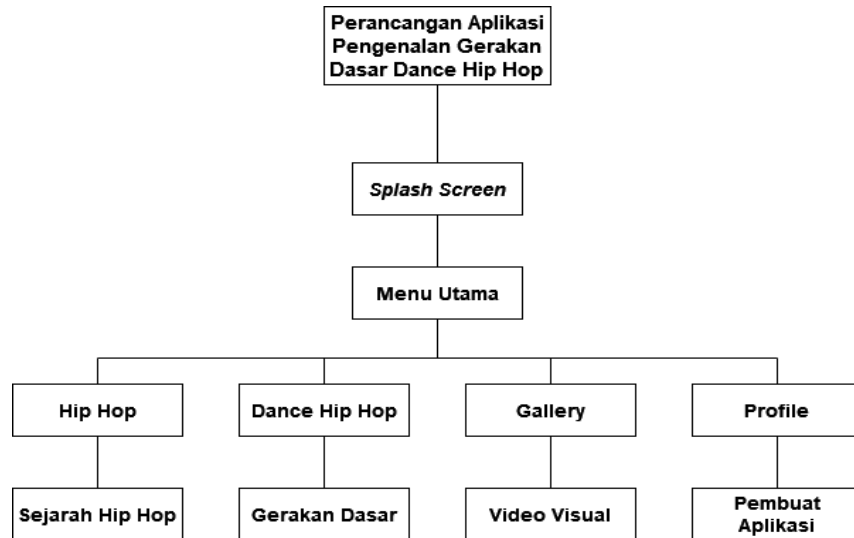 Perancangan Aplikasi
Pengenalan Gerakan
Dasar Dance Hip Hop
Splash Screen
Menu Utama
Hip Hop
Dance Hip Hop
Gallery
Profile
Sejarah Hip Hop
Gerakan Dasar
Video Visual
Pembuat
Aplikasi